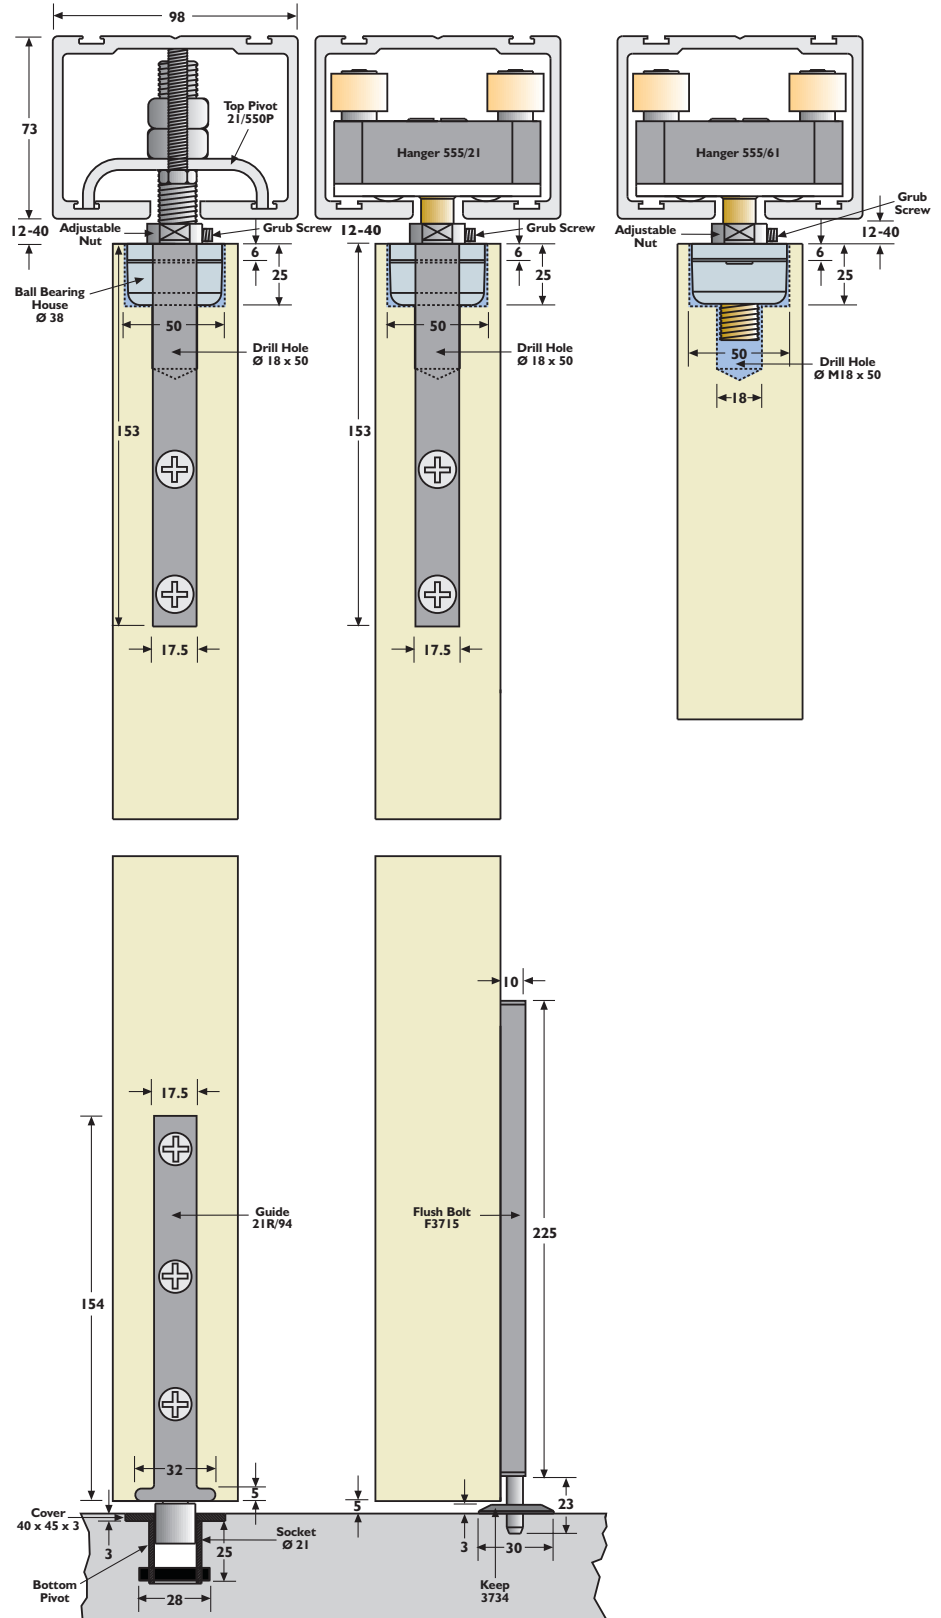 98
73
Top Pivot
21/550P
Hanger 555/21
Hanger 555/61
12-40
Adjustable
Nut
Grub Screw
12-40
Grub Screw
Adjustable
Nut
Grub
Screw
12-40
6
25
6
25
6
25
Ball Bearing
House
Ø 38
50
50
50
Drill Hole
Ø 18 x 50
Drill Hole
Ø 18 x 50
Drill Hole
Ø M18 x 50
18
153
153
17.5
17.5
10
17.5
Guide
21R/94
Flush Bolt
F3715
225
154
32
5
5
23
Cover
40 x 45 x 3
3
Socket
Ø 21
25
3
30
Bottom
Pivot
28
Keep
3734